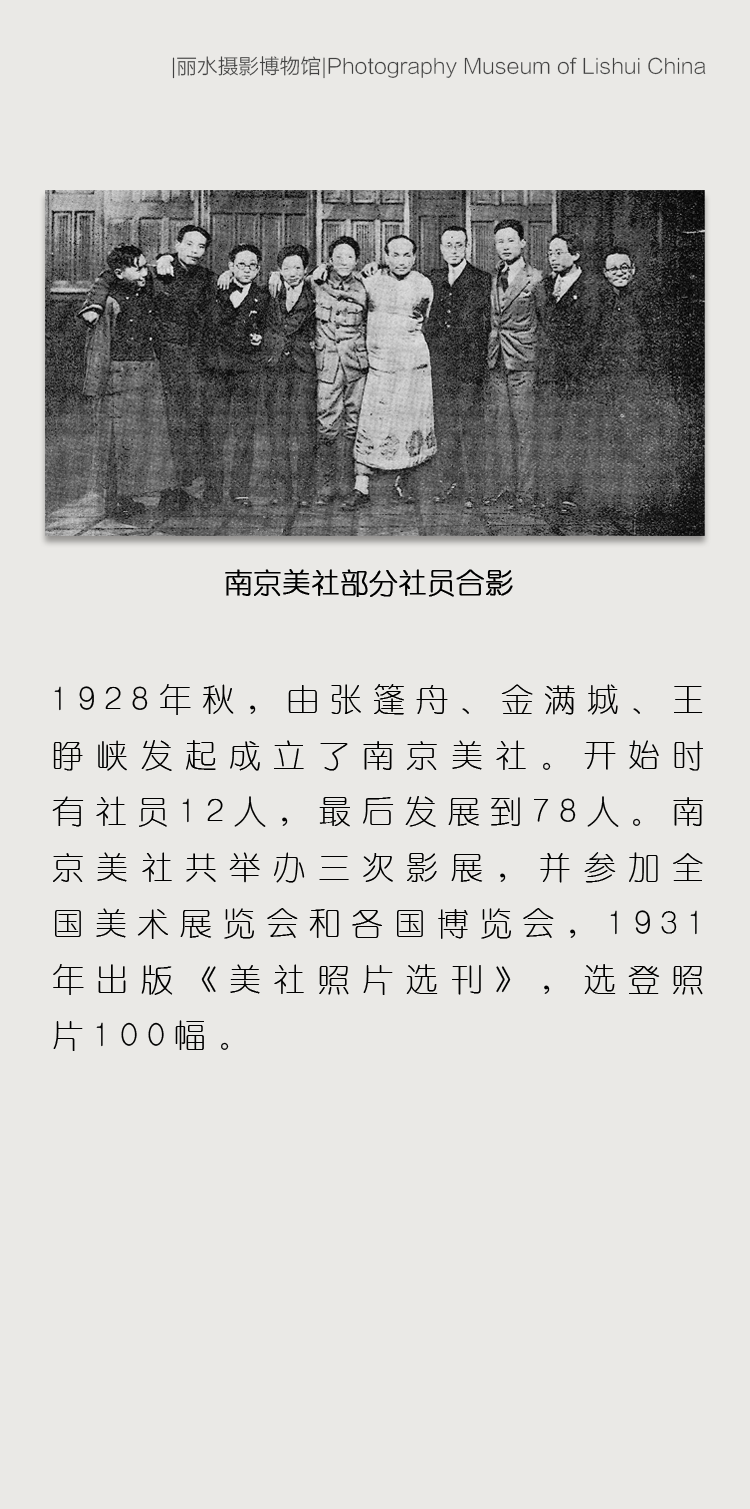 |丽水摄影博物馆|Photography Museum of Lishui China
南京美社部分社员合影
1928年秋，由张篷舟、金满城、王
睁峡发起成立了南京美社。开始时
有社员12人，最后发展到78人。南
京美社共举办三次影展，并参加全
国美术展览会和各国博览会，1931
年出版《美社照片选刊》，选登照
片100幅。